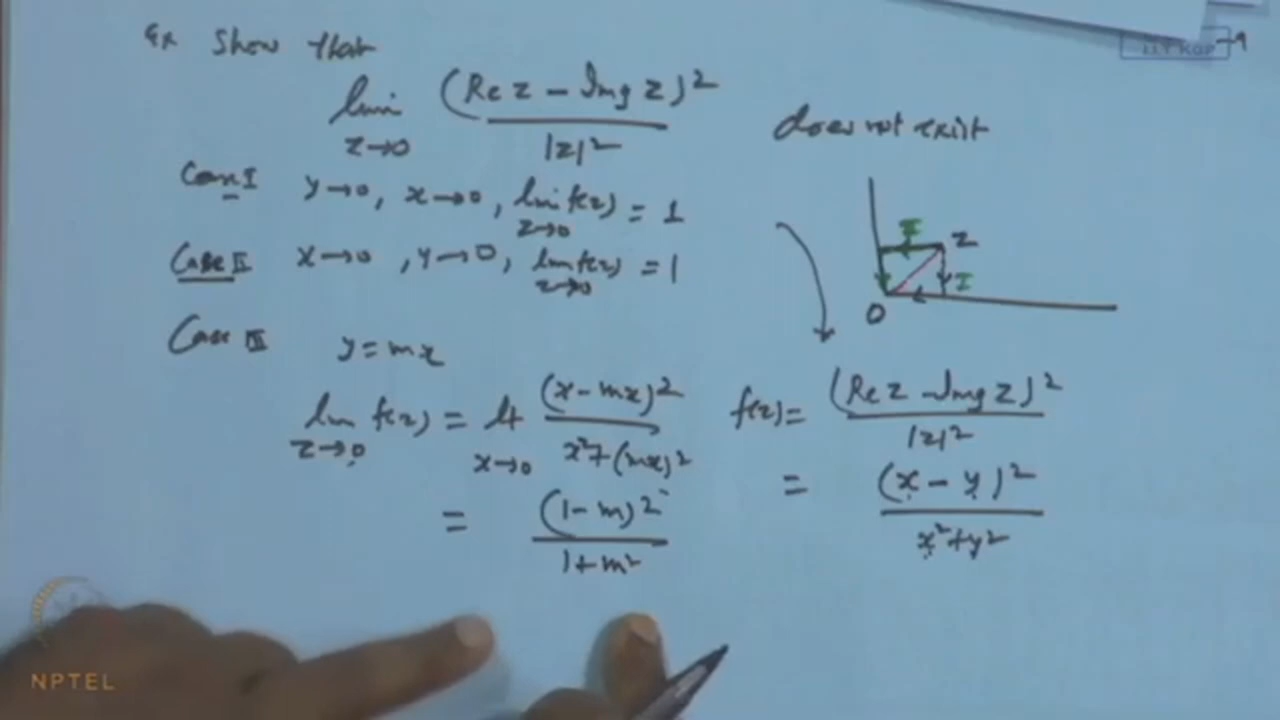 Ex Show that
lim z→0 (Re z − Img z)² / |z|² does not exist
Case I y→0, x→0, lim z→0 f(z) = 1
Case II x→0, y→0, lim z→0 f(z) = 1
II
z
I
0
Case III y = mx
lim z→0 f(z) = lt x→0 (x − mx)² / x² + (mx)²
= (1 − m)² / 1 + m²
f(z) = (Re z − Img z)² / |z|²
= (x − y)² / x² + y²
NPTEL